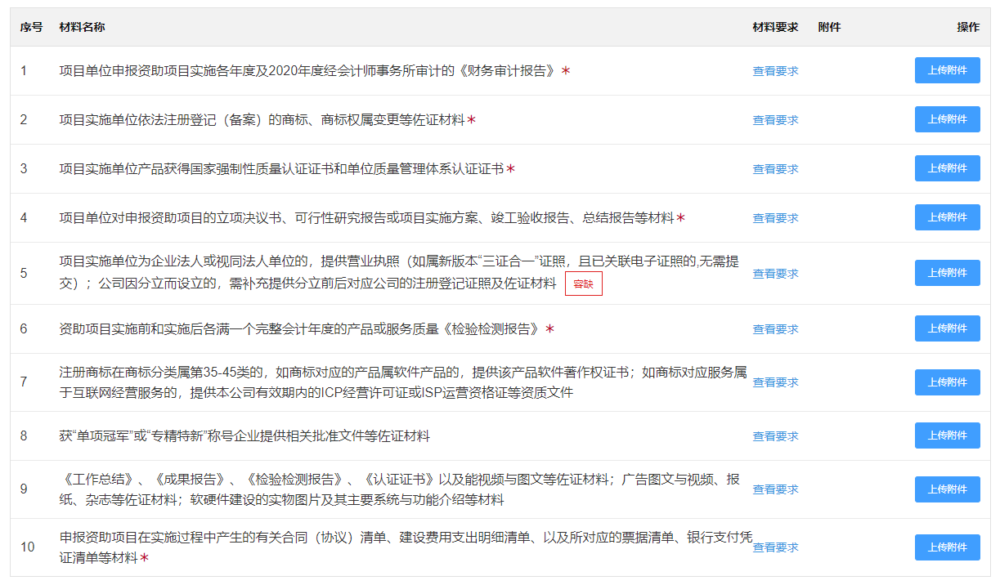 序号 材料名称 材料要求 附件 操作
1 项目单位申报资助项目实施各年度及2020年度经会计师事务所审计的《财务审计报告》* 查看要求 上传附件
2 项目实施单位依法注册登记（备案）的商标、商标权属变更等佐证材料* 查看要求 上传附件
3 项目实施单位产品获得国家强制性质量认证证书和单位质量管理体系认证证书* 查看要求 上传附件
4 项目单位对申报资助项目的立项决议书、可行性研究报告或项目实施方案、竣工验收报告、总结报告等材料* 查看要求 上传附件
5 项目实施单位为企业法人或视同法人单位的，提供营业执照（如属新版本“三证合一”证照，且已关联电子证照的,无需提 查看要求 上传附件
交）；公司因分立而设立的，需补充提供分立前后对应公司的注册登记证照及佐证材料 容缺
6 资助项目实施前和实施后各满一个完整会计年度的产品或服务质量《检验检测报告》* 查看要求 上传附件
7 注册商标在商标分类属第35-45类的，如商标对应的产品属软件产品的，提供该产品软件著作权证书；如商标对应服务属 查看要求 上传附件
于互联网经营服务的，提供本公司有效期内的ICP经营许可证或ISP运营资格证等资质文件
8 获“单项冠军”或“专精特新”称号企业提供相关批准文件等佐证材料 查看要求 上传附件
9 《工作总结》、《成果报告》、《检验检测报告》、《认证证书》以及能视频与图文等佐证材料；广告图文与视频、报 查看要求 上传附件
纸、杂志等佐证材料；软硬件建设的实物图片及其主要系统与功能介绍等材料
10 申报资助项目在实施过程中产生的有关合同（协议）清单、建设费用支出明细清单、以及所对应的票据清单、银行支付凭 查看要求 上传附件
证清单等材料*